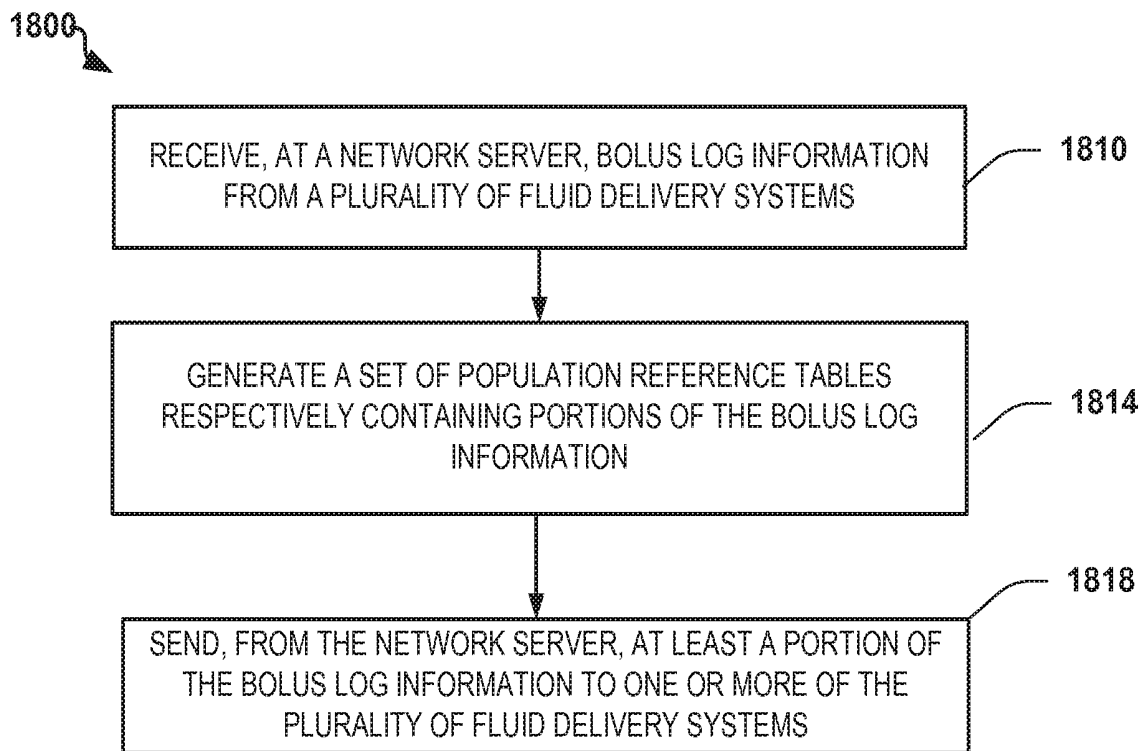 1800
RECEIVE, AT A NETWORK SERVER, BOLUS LOG INFORMATION
FROM A PLURALITY OF FLUID DELIVERY SYSTEMS
1810
GENERATE A SET OF POPULATION REFERENCE TABLES
RESPECTIVELY CONTAINING PORTIONS OF THE BOLUS LOG
INFORMATION
1814
1818
SEND, FROM THE NETWORK SERVER, AT LEAST A PORTION OF
THE BOLUS LOG INFORMATION TO ONE OR MORE OF THE
PLURALITY OF FLUID DELIVERY SYSTEMS